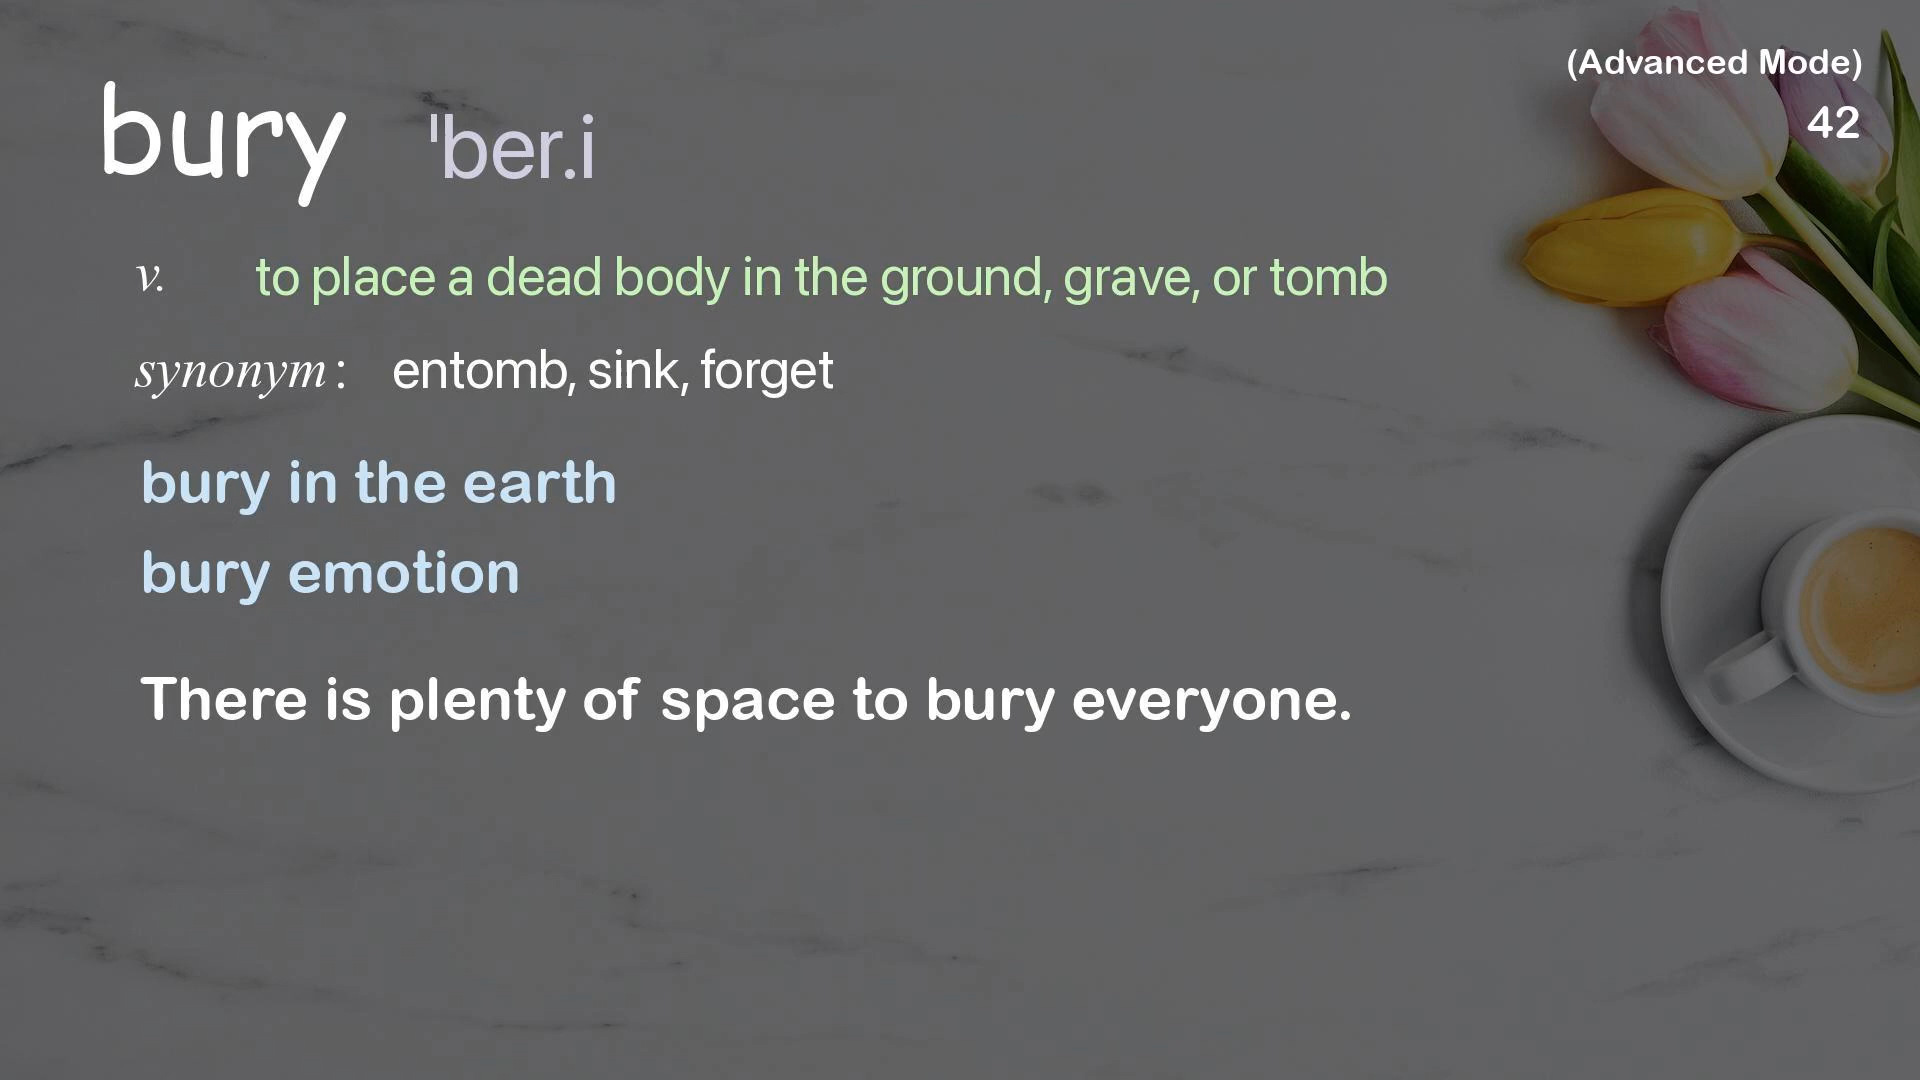 (Advanced Mode)
42
bury ˈber.i
v. to place a dead body in the ground, grave, or tomb
synonym : entomb, sink, forget
bury in the earth
bury emotion
There is plenty of space to bury everyone.